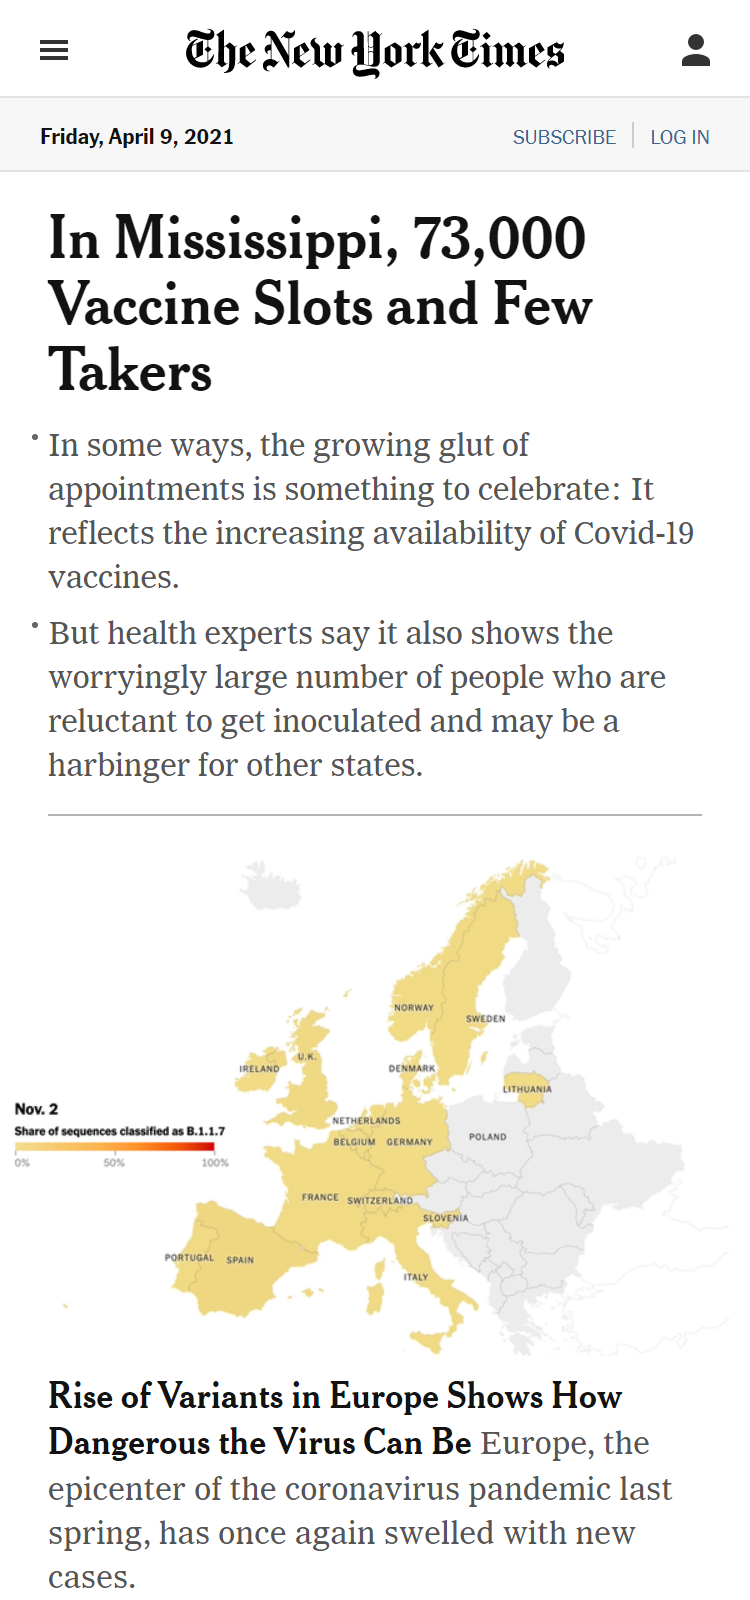 The New York Times
Friday, April 9, 2021
SUBSCRIBE
LOG IN
In Mississippi, 73,000
Vaccine Slots and Few
Takers
• In some ways, the growing glut of
appointments is something to celebrate: It
reflects the increasing availability of Covid-19
vaccines.
• But health experts say it also shows the
worryingly large number of people who are
reluctant to get inoculated and may be a
harbinger for other states.
NORWAY
SWEDEN
U.K.
IRELAND
DENMARK
LITHUANIA
Nov. 2
Share of sequences classified as B.1.1.7
0% 50% 100%
NETHERLANDS
BELGIUM GERMANY
POLAND
FRANCE SWITZERLAND
SLOVENIA
PORTUGAL SPAIN
ITALY
Rise of Variants in Europe Shows How
Dangerous the Virus Can Be Europe, the
epicenter of the coronavirus pandemic last
spring, has once again swelled with new
cases.